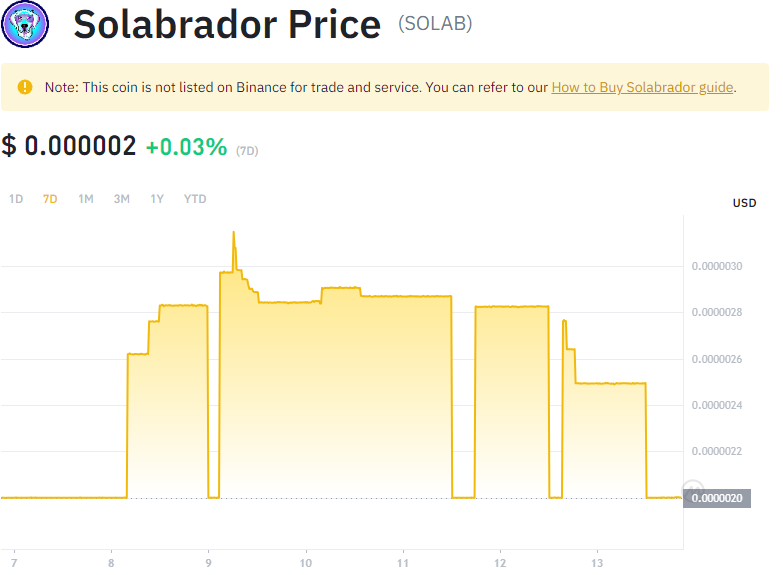 Solabrador Price (SOLAB)
Note: This coin is not listed on Binance for trade and service. You can refer to our How to Buy Solabrador guide.
$ 0.000002 +0.03% (7D)
1D 7D 1M 3M 1Y YTD
USD
0.0000030
0.0000028
0.0000026
0.0000024
0.0000022
0.0000020
7 8 9 10 11 12 13